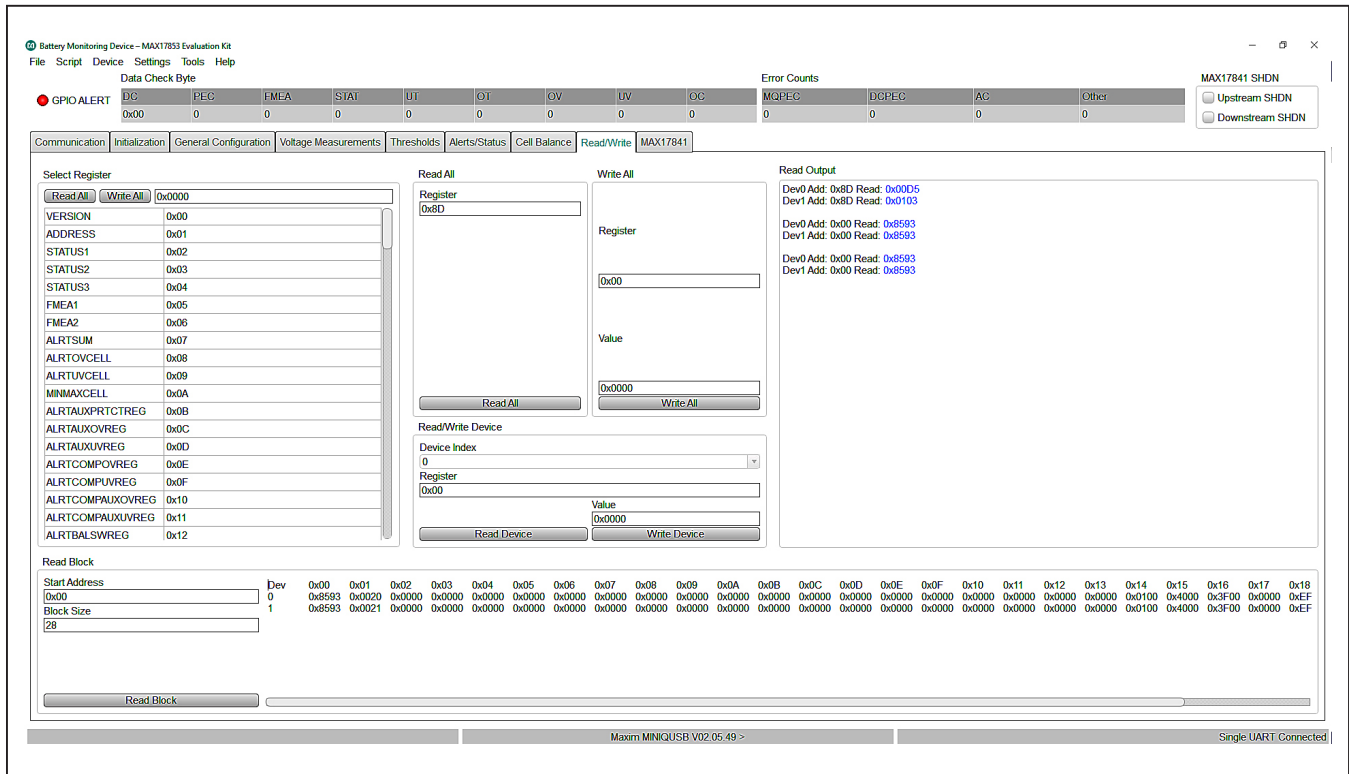 Battery Monitoring Device – MAX17853 Evaluation Kit
File Script Device Settings Tools Help
Data Check Byte Error Counts MAX17841 SHDN
GPIO ALERT
DC PEC FMEA STAT UT OT OV UV OC MQPEC DCPEC AC Other
0x00 0 0 0 0 0 0 0 0 0 0 0 0
Upstream SHDN
Downstream SHDN
Communication Initialization General Configuration Voltage Measurements Thresholds Alerts/Status Cell Balance Read/Write MAX17841
Select Register
Read All Write All 0x0000
VERSION 0x00
ADDRESS 0x01
STATUS1 0x02
STATUS2 0x03
STATUS3 0x04
FMEA1 0x05
FMEA2 0x06
ALRTSUM 0x07
ALRTOVCELL 0x08
ALRTUVCELL 0x09
MINMAXCELL 0x0A
ALRTAUXPRTCTREG 0x0B
ALRTAUXOVREG 0x0C
ALRTAUXUVREG 0x0D
ALRTCOMPOVREG 0x0E
ALRTCOMPUVREG 0x0F
ALRTCOMPAUXOVREG 0x10
ALRTCOMPAUXUVREG 0x11
ALRTBALSWREG 0x12
Read All
Register
0x8D
Read All
Write All
Register
0x00
Value
0x0000
Write All
Read/Write Device
Device Index
0
Register
0x00
Value
0x0000
Read Device Write Device
Read Output
Dev0 Add: 0x8D Read: 0x00D5
Dev1 Add: 0x8D Read: 0x0103
Dev0 Add: 0x00 Read: 0x8593
Dev1 Add: 0x00 Read: 0x8593
Dev0 Add: 0x00 Read: 0x8593
Dev1 Add: 0x00 Read: 0x8593
Read Block
Start Address
0x00
Block Size
28
Read Block
Dev 0x00 0x01 0x02 0x03 0x04 0x05 0x06 0x07 0x08 0x09 0x0A 0x0B 0x0C 0x0D 0x0E 0x0F 0x10 0x11 0x12 0x13 0x14 0x15 0x16 0x17 0x18
0 0x8593 0x0020 0x0000 0x0000 0x0000 0x0000 0x0000 0x0000 0x0000 0x0000 0x0000 0x0000 0x0000 0x0000 0x0000 0x0000 0x0000 0x0000 0x0000 0x0000 0x0100 0x4000 0x3F00 0x0000 0xEF
1 0x8593 0x0021 0x0000 0x0000 0x0000 0x0000 0x0000 0x0000 0x0000 0x0000 0x0000 0x0000 0x0000 0x0000 0x0000 0x0000 0x0000 0x0000 0x0000 0x0000 0x0100 0x4000 0x3F00 0x0000 0xEF
Maxim MINIQUSB V02.05.49 >
Single UART Connected